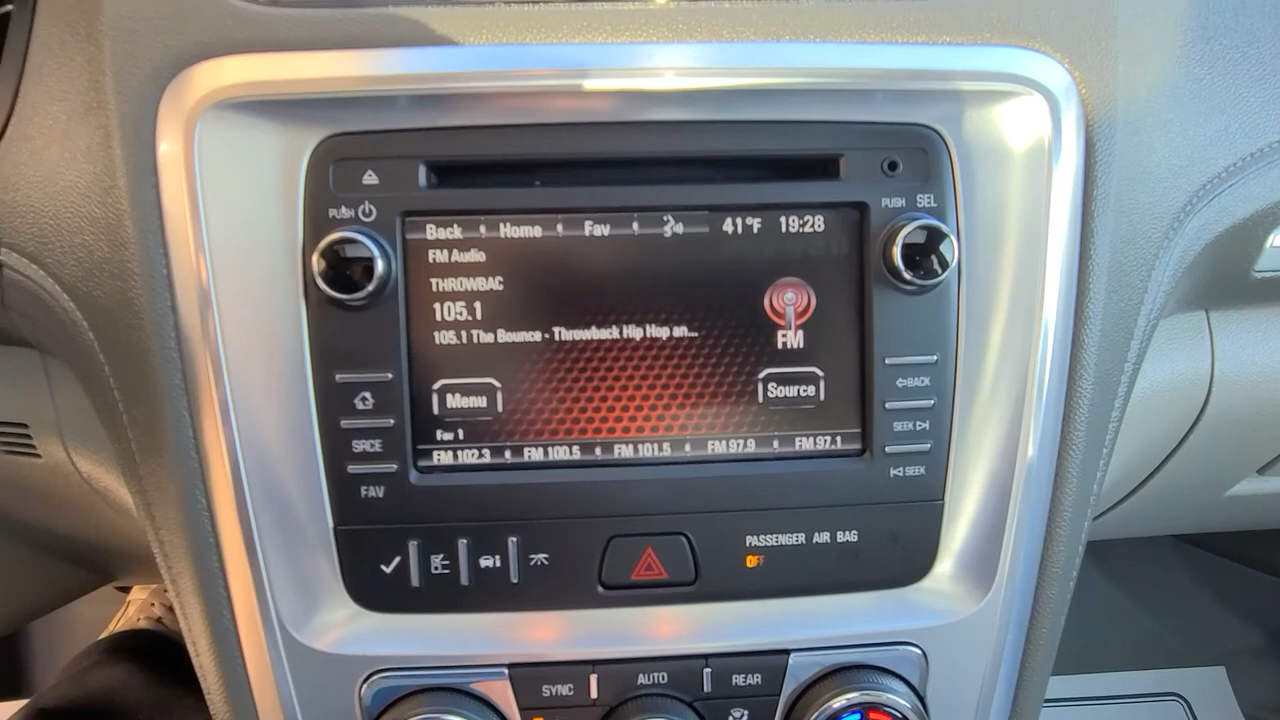 PUSH
PUSH SEL
Back Home Fav 41°F 19:28
FM Audio
THROWBAC
105.1
105.1 The Bounce - Throwback Hip Hop an...
FM
Menu
Source
Fav 1
FM 102.3 FM 100.5 FM 101.5 FM 97.9 FM 97.1
SRCE
FAV
BACK
SEEK
SEEK
PASSENGER AIR BAG
OFF
SYNC AUTO REAR